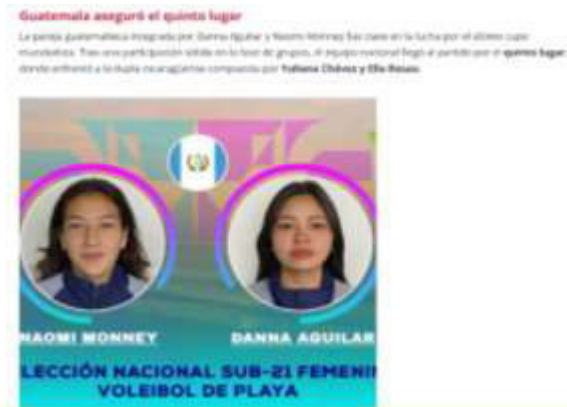 Guatemala aseguró el quinto lugar
La pareja guatemalteca integrada por Danna Aguilar y Naomi Monney fue clave en la lucha por el último cupo
mundialista. Tras una participación sólida en la fase de grupos, el equipo nacional llegó al partido por el quinto lugar
donde enfrentó a la dupla nicaragüense compuesta por Chávez y
NAOMI MONNEY
DANNA AGUILAR
LECCIÓN NACIONAL SUB-21 FEMENI
VOLEIBOL DE PLAYA